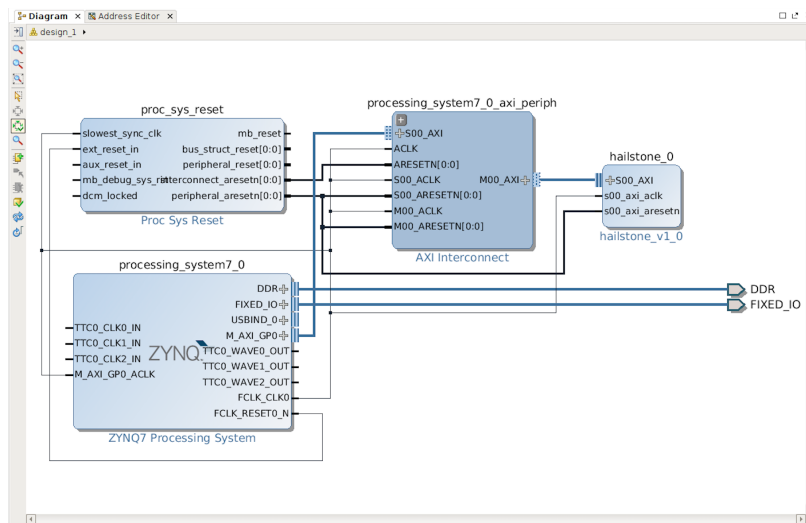 Diagram × Address Editor ×
design_1
proc_sys_reset
slowest_sync_clk
ext_reset_in
aux_reset_in
mb_debug_sys_rst
dcm_locked
mb_reset
bus_struct_reset[0:0]
peripheral_reset[0:0]
interconnect_aresetn[0:0]
peripheral_aresetn[0:0]
Proc Sys Reset
processing_system7_0_axi_periph
S00_AXI
ACLK
ARESETN[0:0]
S00_ACLK
S00_ARESETN[0:0]
M00_ACLK
M00_ARESETN[0:0]
M00_AXI
AXI Interconnect
hailstone_0
S00_AXI
s00_axi_aclk
s00_axi_aresetn
hailstone_v1_0
processing_system7_0
TTC0_CLK0_IN
TTC0_CLK1_IN
TTC0_CLK2_IN
M_AXI_GP0_ACLK
ZYNQ.
DDR
FIXED_IO
USBIND_0
M_AXI_GP0
TTC0_WAVE0_OUT
TTC0_WAVE1_OUT
TTC0_WAVE2_OUT
FCLK_CLK0
FCLK_RESET0_N
ZYNQ7 Processing System
DDR
FIXED_IO